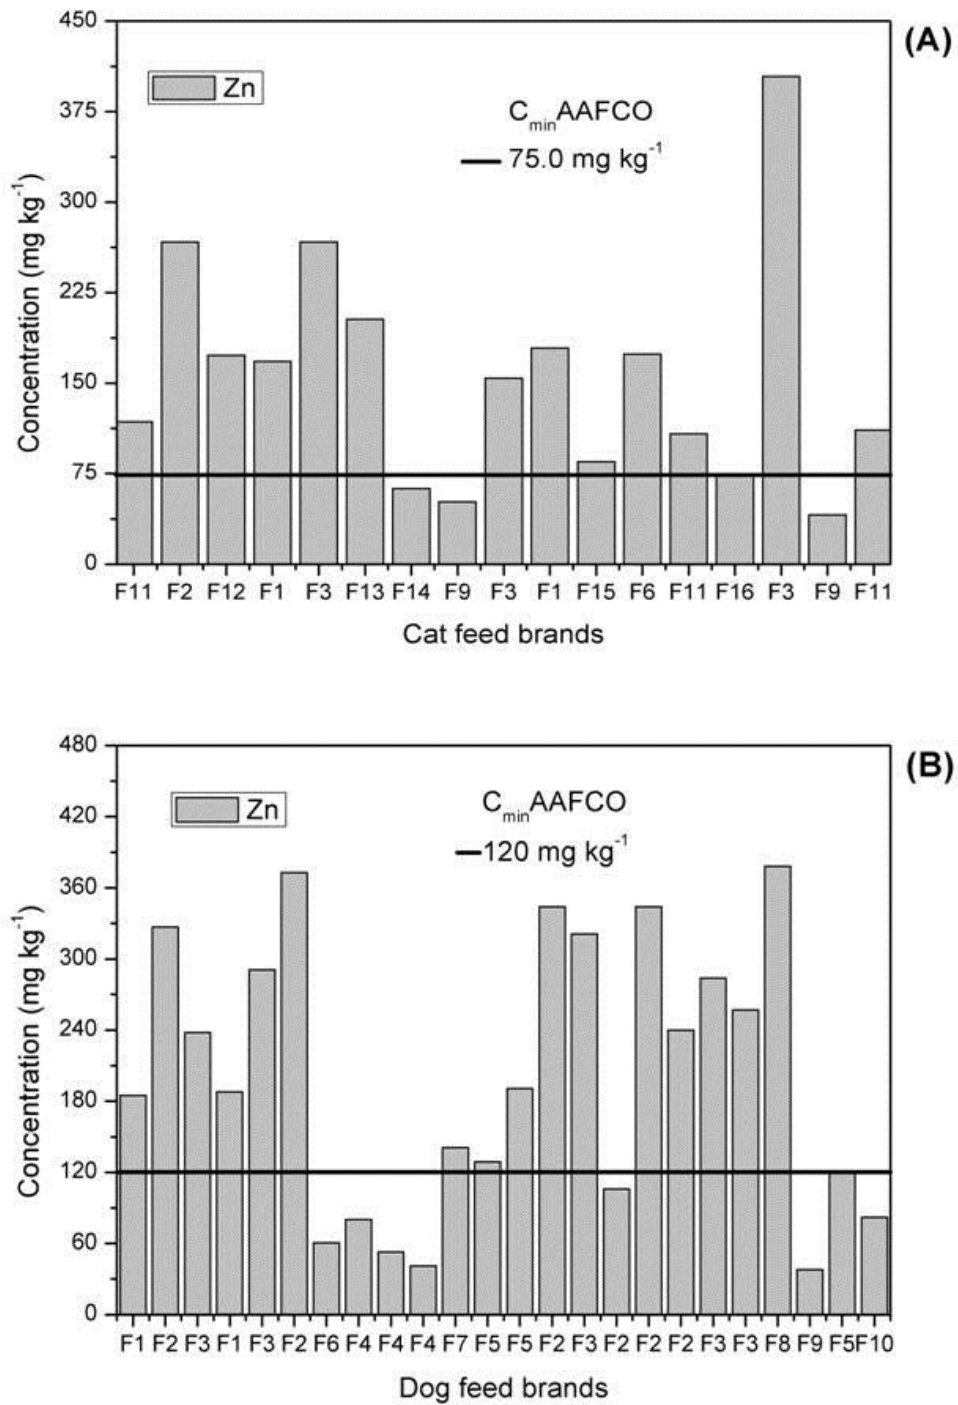 (A)
Zn
CminAAFCO
75.0 mg kg-1
Concentration (mg kg-1)
450
375
300
225
150
75
0
F11 F2 F12 F1 F3 F13 F14 F9 F3 F1 F15 F6 F11 F16 F3 F9 F11
Cat feed brands
(B)
Zn
CminAAFCO
120 mg kg-1
Concentration (mg kg-1)
480
420
360
300
240
180
120
60
0
F1 F2 F3 F1 F3 F2 F6 F4 F4 F4 F7 F5 F5 F2 F3 F2 F2 F2 F3 F3 F8 F9 F5 F10
Dog feed brands